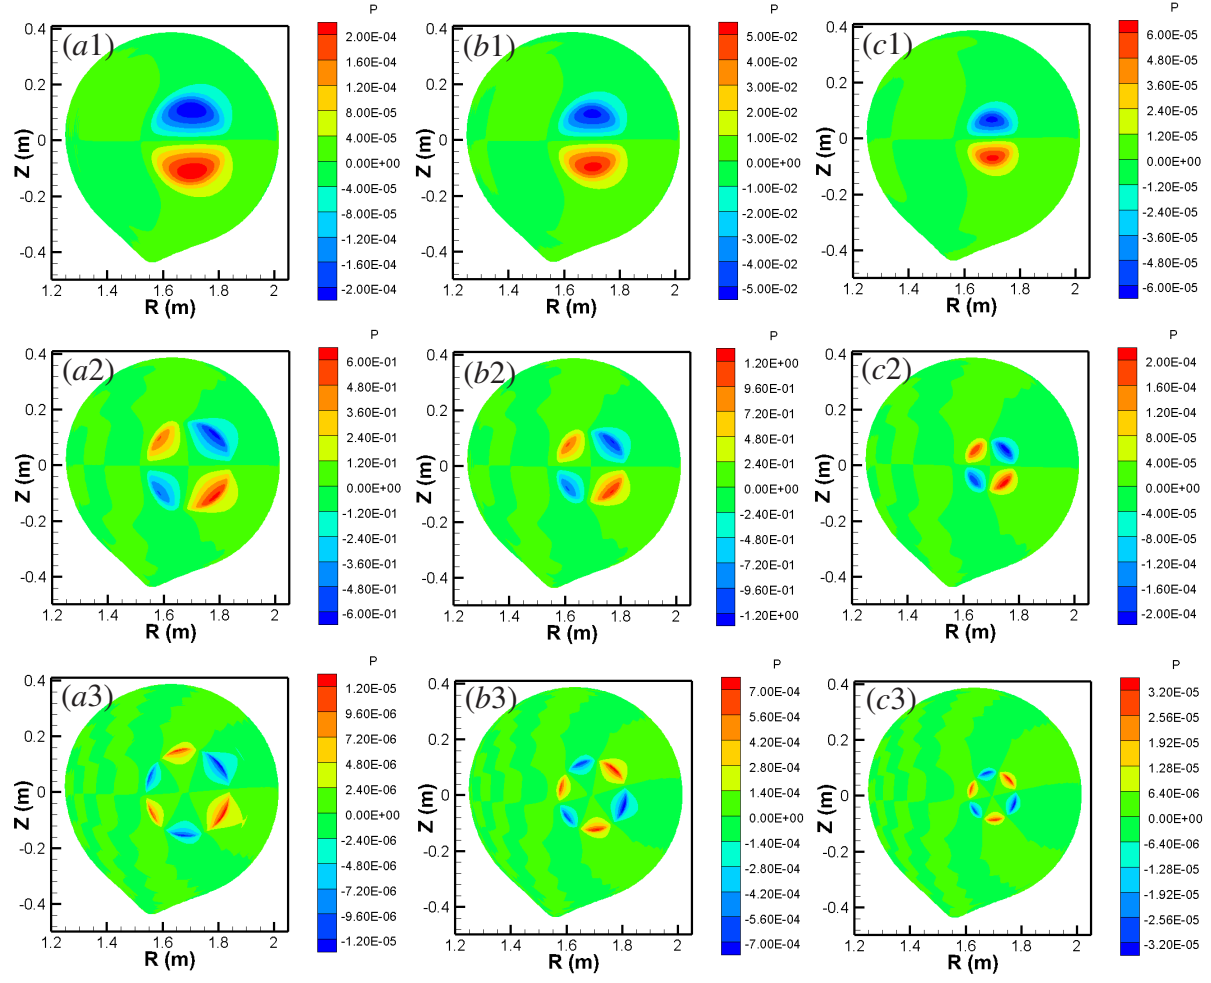 (a1)
P
2.00E-04
1.60E-04
1.20E-04
8.00E-05
4.00E-05
0.00E+00
-4.00E-05
-8.00E-05
-1.20E-04
-1.60E-04
-2.00E-04
0.4
0.2
0
-0.2
-0.4
Z (m)
1.2 1.4 1.6 1.8 2
R (m)
(b1)
P
5.00E-02
4.00E-02
3.00E-02
2.00E-02
1.00E-02
0.00E+00
-1.00E-02
-2.00E-02
-3.00E-02
-4.00E-02
-5.00E-02
0.4
0.2
0
-0.2
-0.4
Z (m)
1.2 1.4 1.6 1.8 2
R (m)
(c1)
P
6.00E-05
4.80E-05
3.60E-05
2.40E-05
1.20E-05
0.00E+00
-1.20E-05
-2.40E-05
-3.60E-05
-4.80E-05
-6.00E-05
0.4
0.2
0
-0.2
-0.4
Z (m)
1.2 1.4 1.6 1.8 2
R (m)
(a2)
P
6.00E-01
4.80E-01
3.60E-01
2.40E-01
1.20E-01
0.00E+00
-1.20E-01
-2.40E-01
-3.60E-01
-4.80E-01
-6.00E-01
0.4
0.2
0
-0.2
-0.4
Z (m)
1.2 1.4 1.6 1.8 2
R (m)
(b2)
P
1.20E+00
9.60E-01
7.20E-01
4.80E-01
2.40E-01
0.00E+00
-2.40E-01
-4.80E-01
-7.20E-01
-9.60E-01
-1.20E+00
0.4
0.2
0
-0.2
-0.4
Z (m)
1.2 1.4 1.6 1.8 2
R (m)
(c2)
P
2.00E-04
1.60E-04
1.20E-04
8.00E-05
4.00E-05
0.00E+00
-4.00E-05
-8.00E-05
-1.20E-04
-1.60E-04
-2.00E-04
0.4
0.2
0
-0.2
-0.4
Z (m)
1.2 1.4 1.6 1.8 2
R (m)
(a3)
P
1.20E-05
9.60E-06
7.20E-06
4.80E-06
2.40E-06
0.00E+00
-2.40E-06
-4.80E-06
-7.20E-06
-9.60E-06
-1.20E-05
0.4
0.2
0
-0.2
-0.4
Z (m)
1.2 1.4 1.6 1.8 2
R (m)
(b3)
P
7.00E-04
5.60E-04
4.20E-04
2.80E-04
1.40E-04
0.00E+00
-1.40E-04
-2.80E-04
-4.20E-04
-5.60E-04
-7.00E-04
0.4
0.2
0
-0.2
-0.4
Z (m)
1.2 1.4 1.6 1.8 2
R (m)
(c3)
P
3.20E-05
2.56E-05
1.92E-05
1.28E-05
6.40E-06
0.00E+00
-6.40E-06
-1.28E-05
-1.92E-05
-2.56E-05
-3.20E-05
0.4
0.2
0
-0.2
-0.4
Z (m)
1.2 1.4 1.6 1.8 2
R (m)